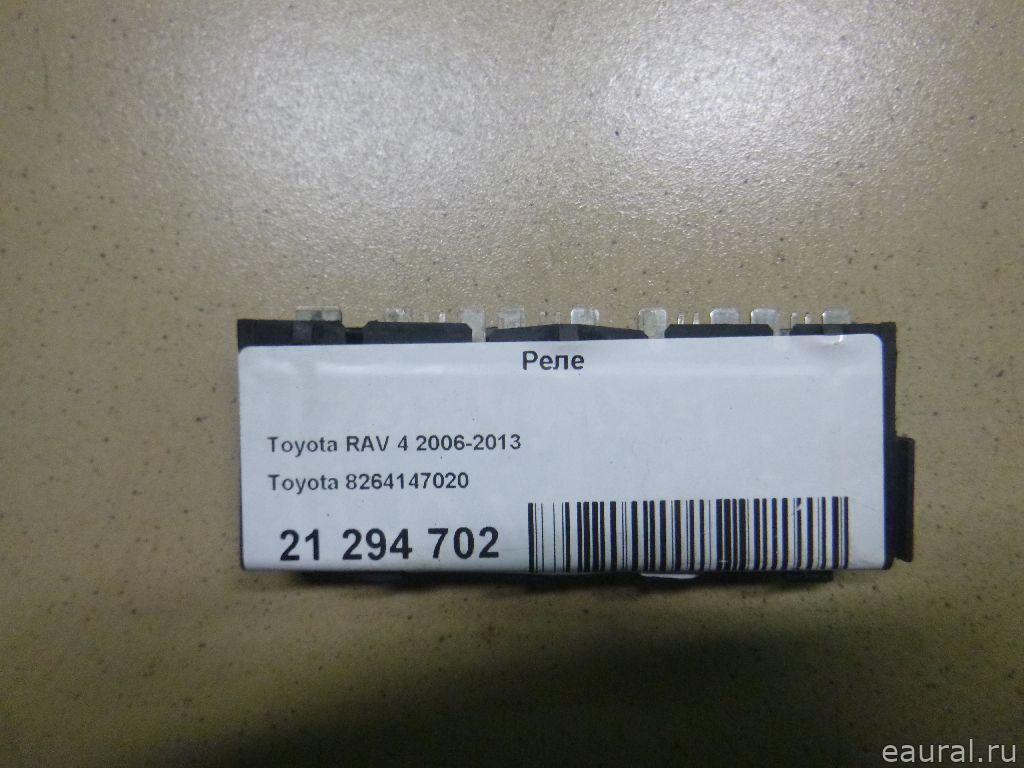 Реле
Toyota RAV 4 2006-2013
Toyota 8264147020
21 294 702
eaural.ru